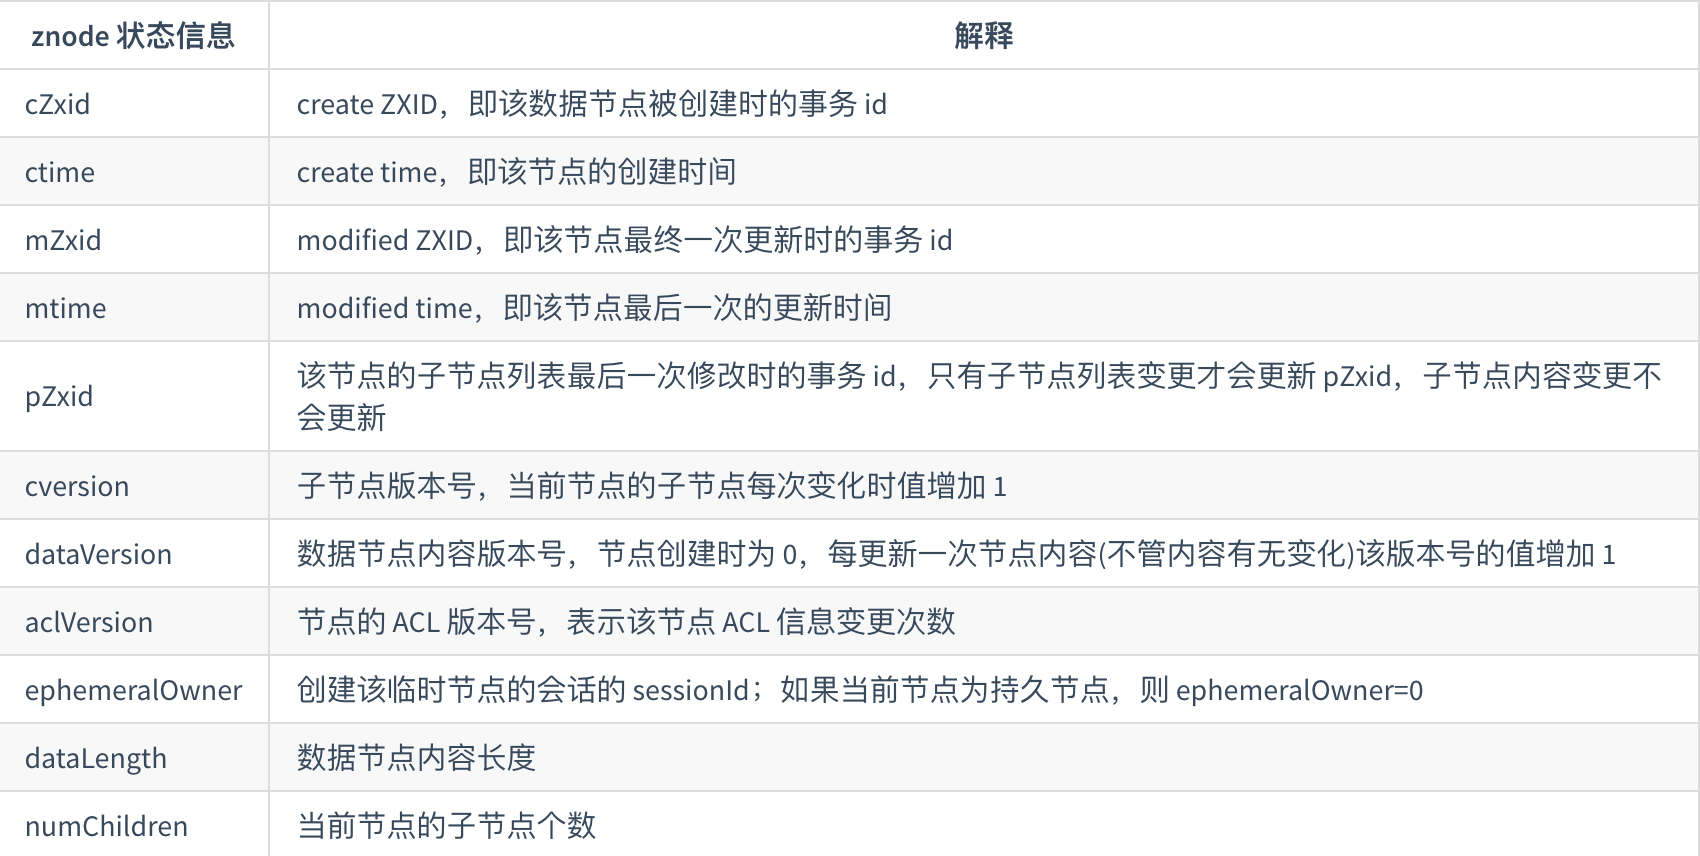 znode 状态信息 解释
cZxid create ZXID，即该数据节点被创建时的事务 id
ctime create time，即该节点的创建时间
mZxid modified ZXID，即该节点最终一次更新时的事务 id
mtime modified time，即该节点最后一次的更新时间
pZxid 该节点的子节点列表最后一次修改时的事务 id，只有子节点列表变更才会更新 pZxid，子节点内容变更不
会更新
cversion 子节点版本号，当前节点的子节点每次变化时值增加 1
dataVersion 数据节点内容版本号，节点创建时为 0，每更新一次节点内容(不管内容有无变化)该版本号的值增加 1
aclVersion 节点的 ACL 版本号，表示该节点 ACL 信息变更次数
ephemeralOwner 创建该临时节点的会话的 sessionId；如果当前节点为持久节点，则 ephemeralOwner=0
dataLength 数据节点内容长度
numChildren 当前节点的子节点个数